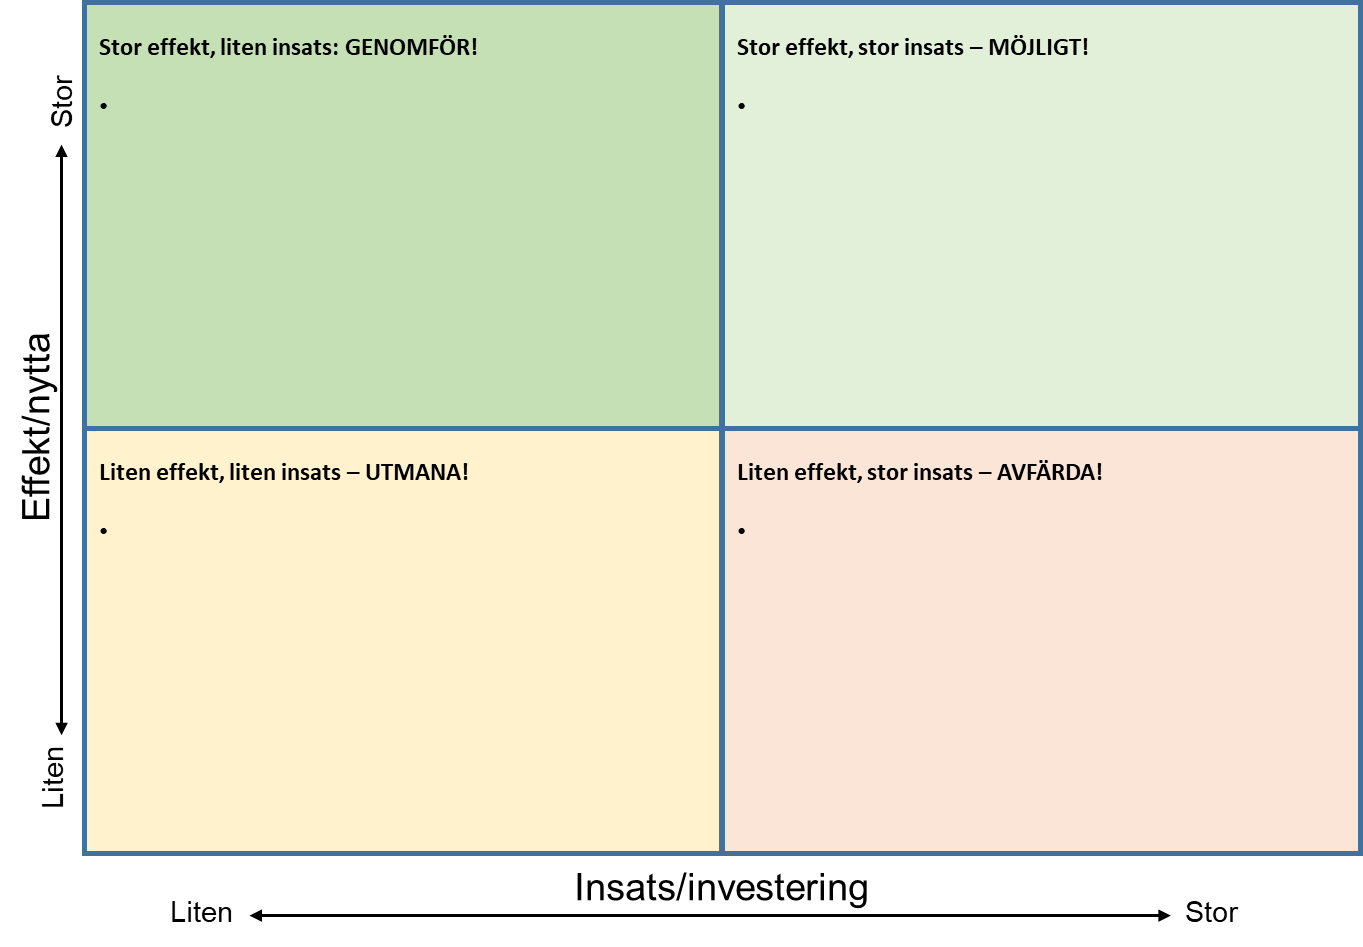 Stor effekt, liten insats: GENOMFÖR!
•
Stor effekt, stor insats – MÖJLIGT!
•
Stor
Effekt/nytta
Liten
Liten effekt, liten insats – UTMANA!
•
Liten effekt, stor insats – AVFÄRDA!
•
Insats/investering
Liten
Stor